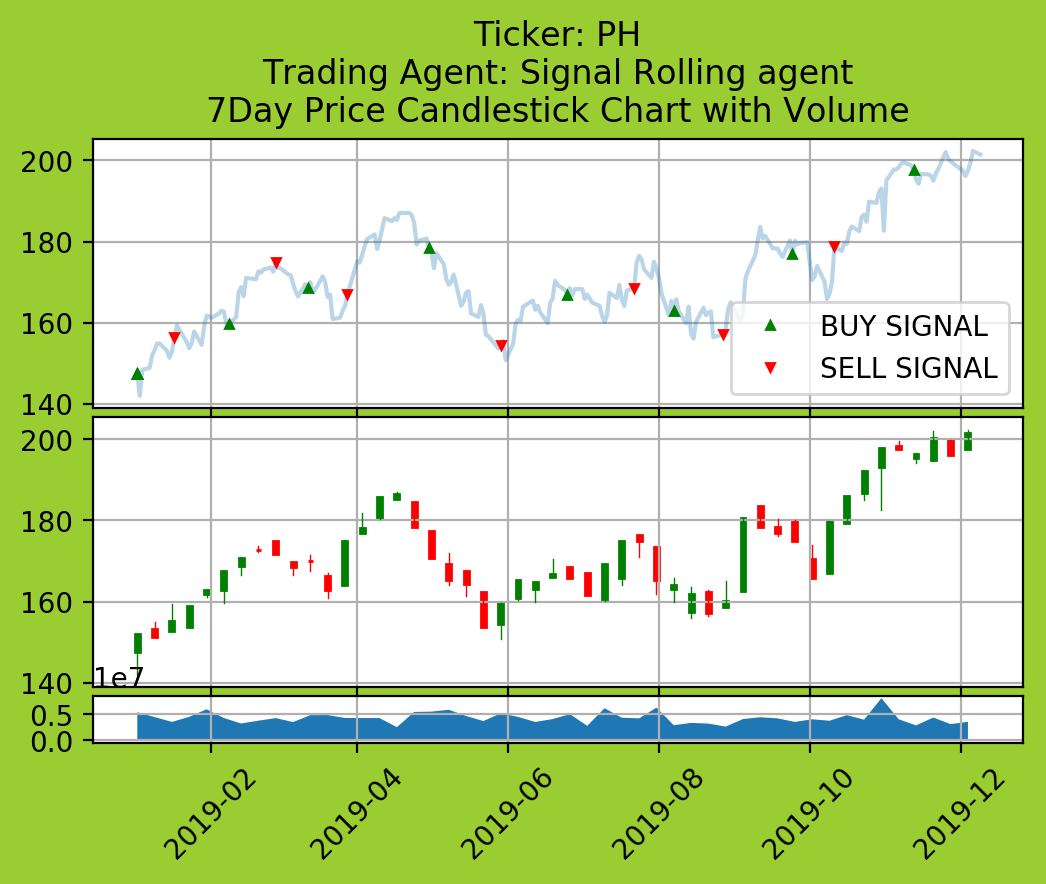 Ticker: PH
Trading Agent: Signal Rolling agent
7Day Price Candlestick Chart with Volume
200
180
160
140
BUY SIGNAL
SELL SIGNAL
200
180
160
140
1e7
0.5
0.0
2019-02
2019-04
2019-06
2019-08
2019-10
2019-12